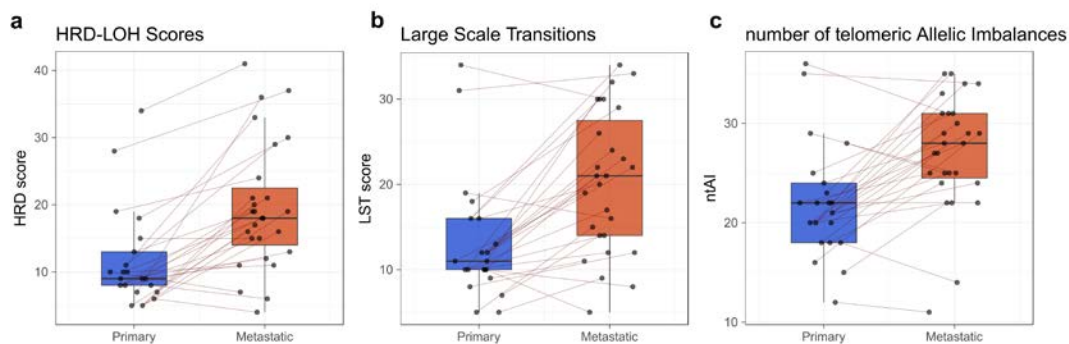 a
HRD-LOH Scores
HRD score
40
30
20
10
Primary
Metastatic
b
Large Scale Transitions
LST score
30
20
10
Primary
Metastatic
c
number of telomeric Allelic Imbalances
ntAI
40
30
20
10
Primary
Metastatic